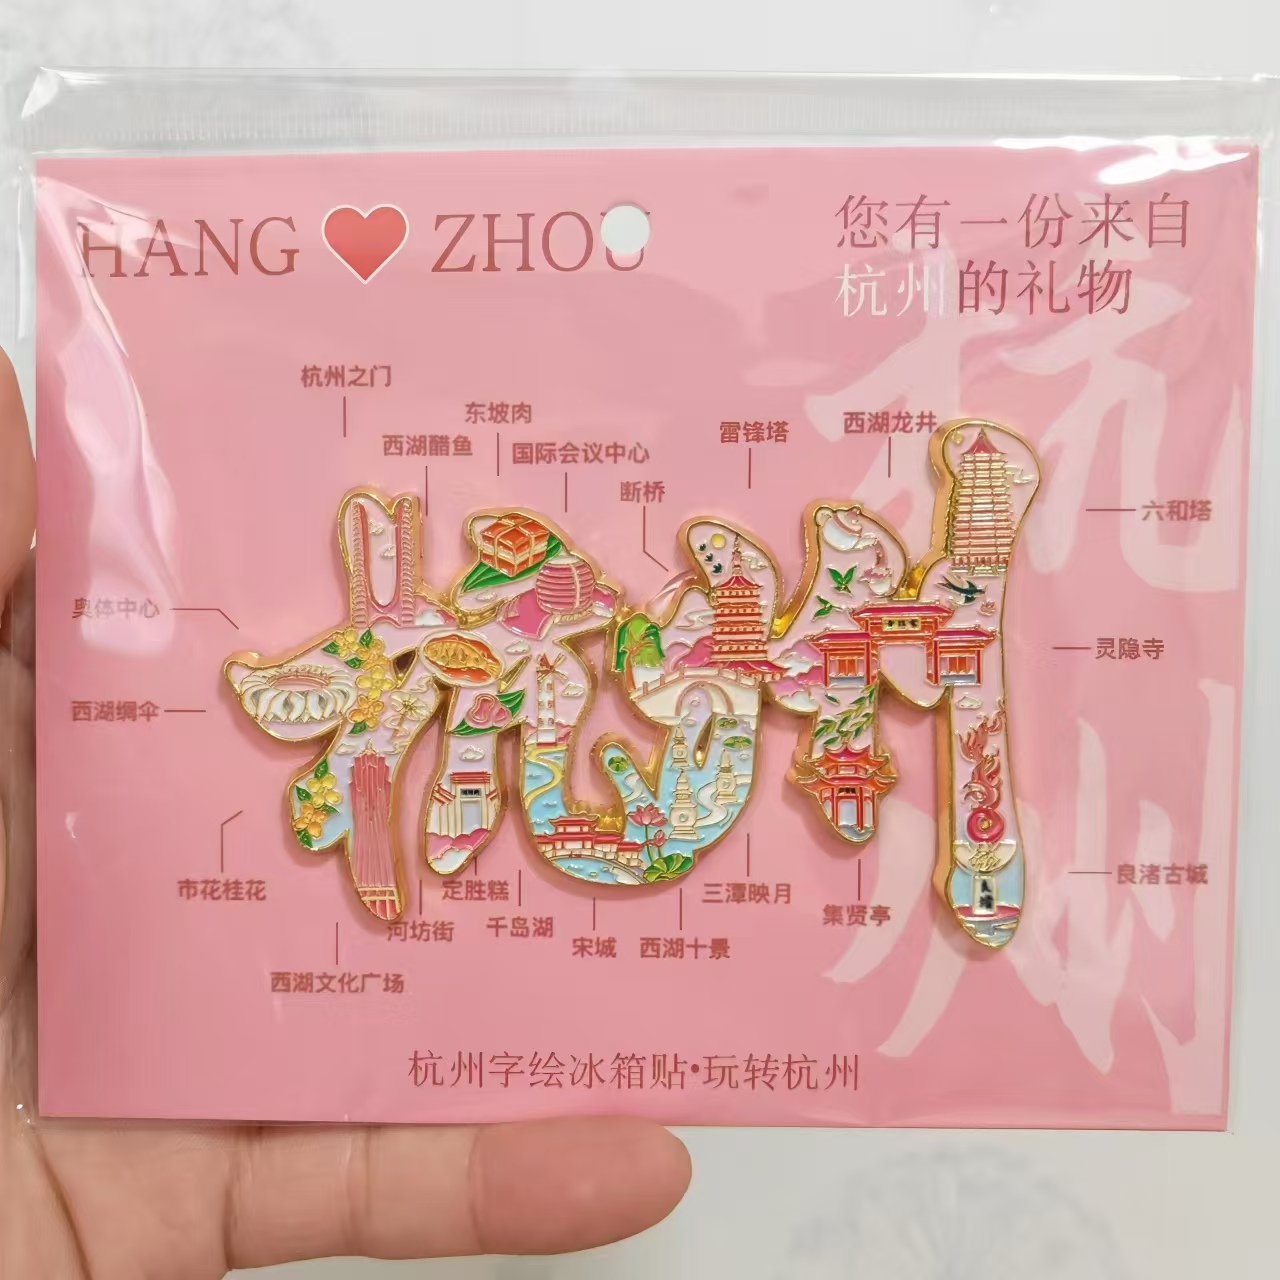 HANG ZHOU
您有一份来自
杭州的礼物
杭州
杭州之门
东坡肉
西湖醋鱼
国际会议中心
断桥
雷锋塔
西湖龙井
六和塔
奥体中心
灵隐寺
西湖绸伞
良渚古城
市花桂花
定胜糕
三潭映月
河坊街
千岛湖
集贤亭
宋城
西湖十景
西湖文化广场
杭州
杭州字绘冰箱贴•玩转杭州